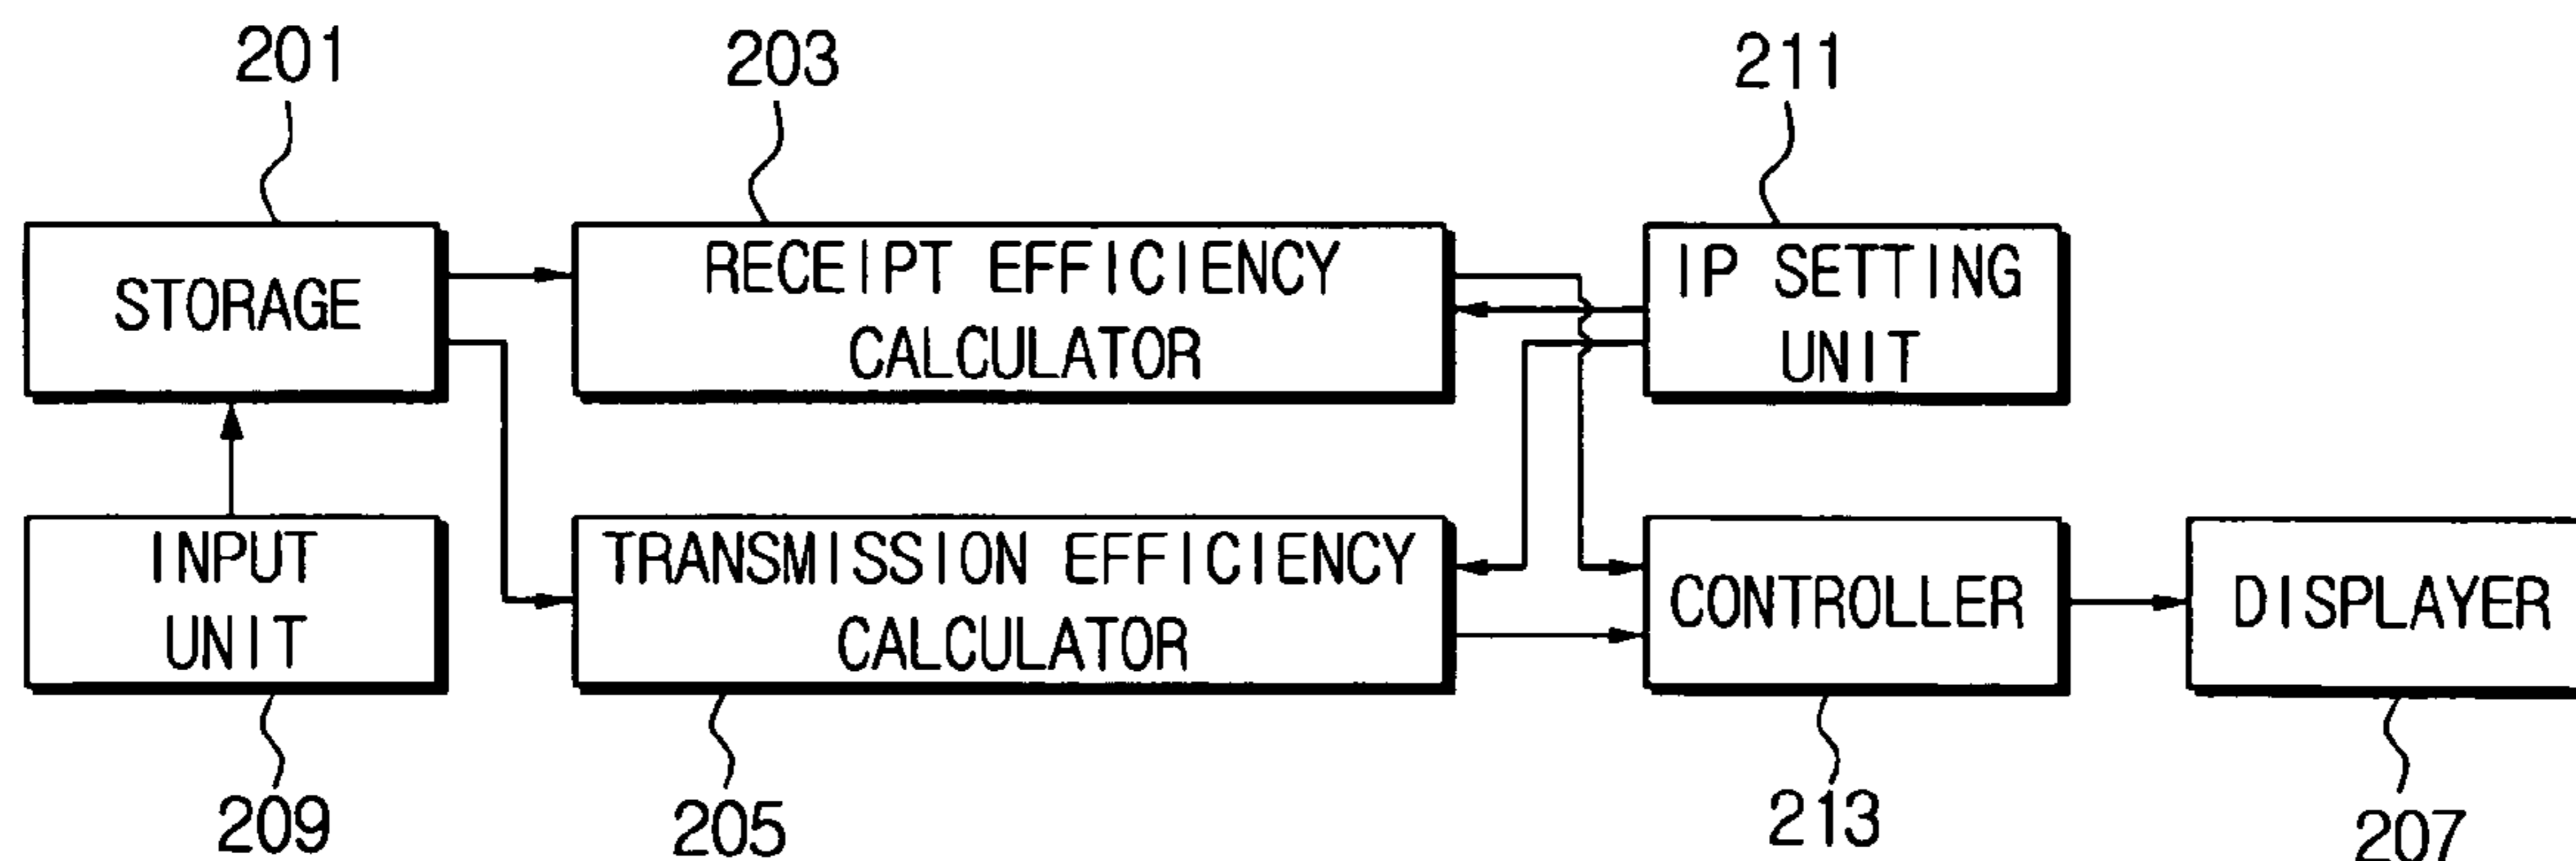 201
203
211
STORAGE
RECEIPT EFFICIENCY
CALCULATOR
IP SETTING
UNIT
INPUT
UNIT
TRANSMISSION EFFICIENCY
CALCULATOR
CONTROLLER
DISPLAYER
209
205
213
207